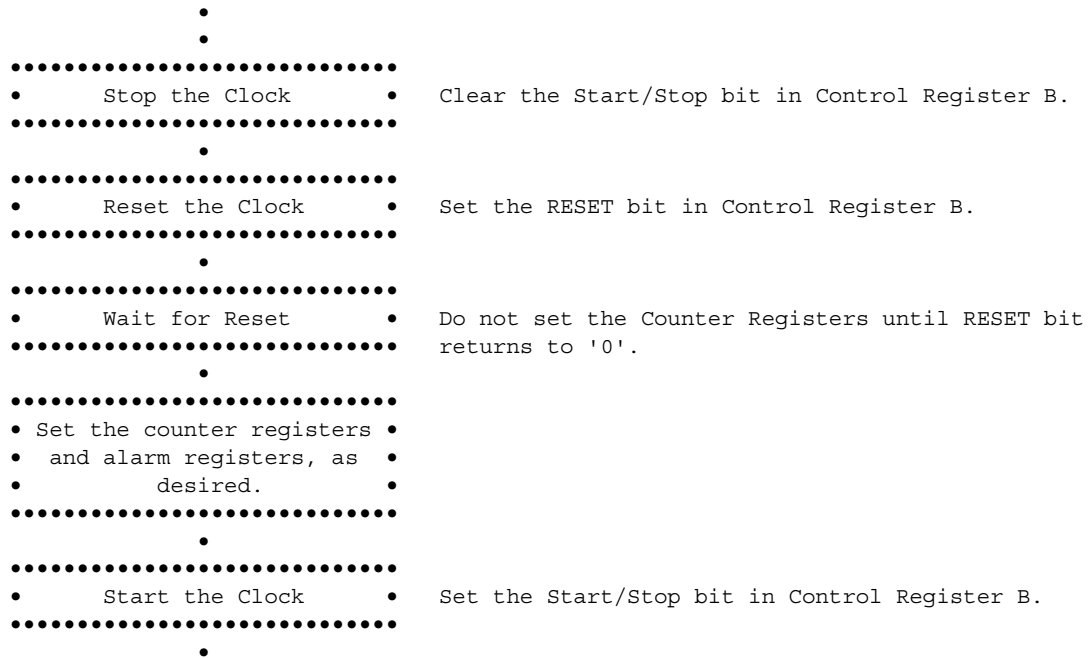 Stop the Clock Clear the Start/Stop bit in Control Register B.
Reset the Clock Set the RESET bit in Control Register B.
Wait for Reset Do not set the Counter Registers until RESET bit
returns to '0'.
Set the counter registers
and alarm registers, as
desired.
Start the Clock Set the Start/Stop bit in Control Register B.